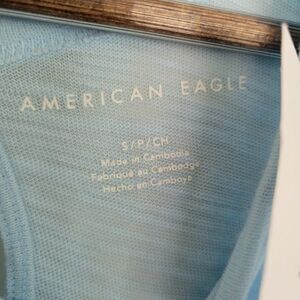 AMERICAN EAGLE
S/P/CH
Made in Cambodia
Fabriqué au Cambodge
Hecho en Camboya